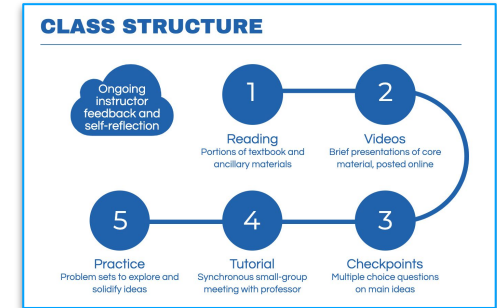 CLASS STRUCTURE
Ongoing
instructor
feedback and
self-reflection
1
Reading
Portions of textbook and
ancillary materials
2
Videos
Brief presentations of core
material, posted online
3
Checkpoints
Multiple choice questions
on main ideas
4
Tutorial
Synchronous small-group
meeting with professor
5
Practice
Problem sets to explore and
solidify ideas